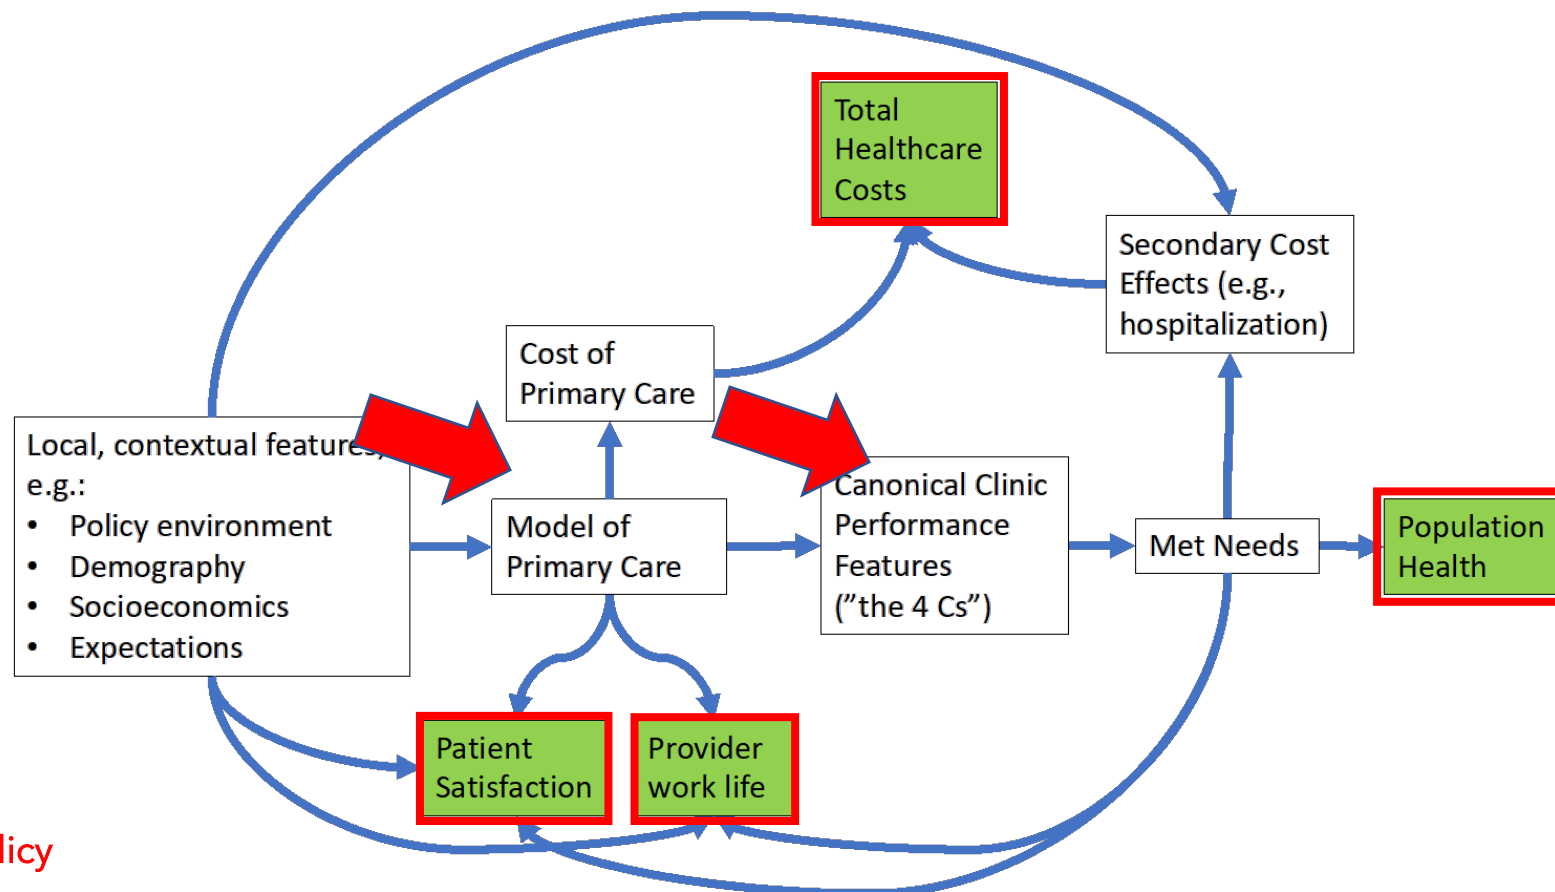 Total
Healthcare
Costs
Secondary Cost
Effects (e.g.,
hospitalization)
Cost of
Primary Care
Local, contextual features,
e.g.:
• Policy environment
• Demography
• Socioeconomics
• Expectations
Model of
Primary Care
Canonical Clinic
Performance
Features
(”the 4 Cs”)
Met Needs
Population
Health
Patient
Satisfaction
Provider
work life
licy